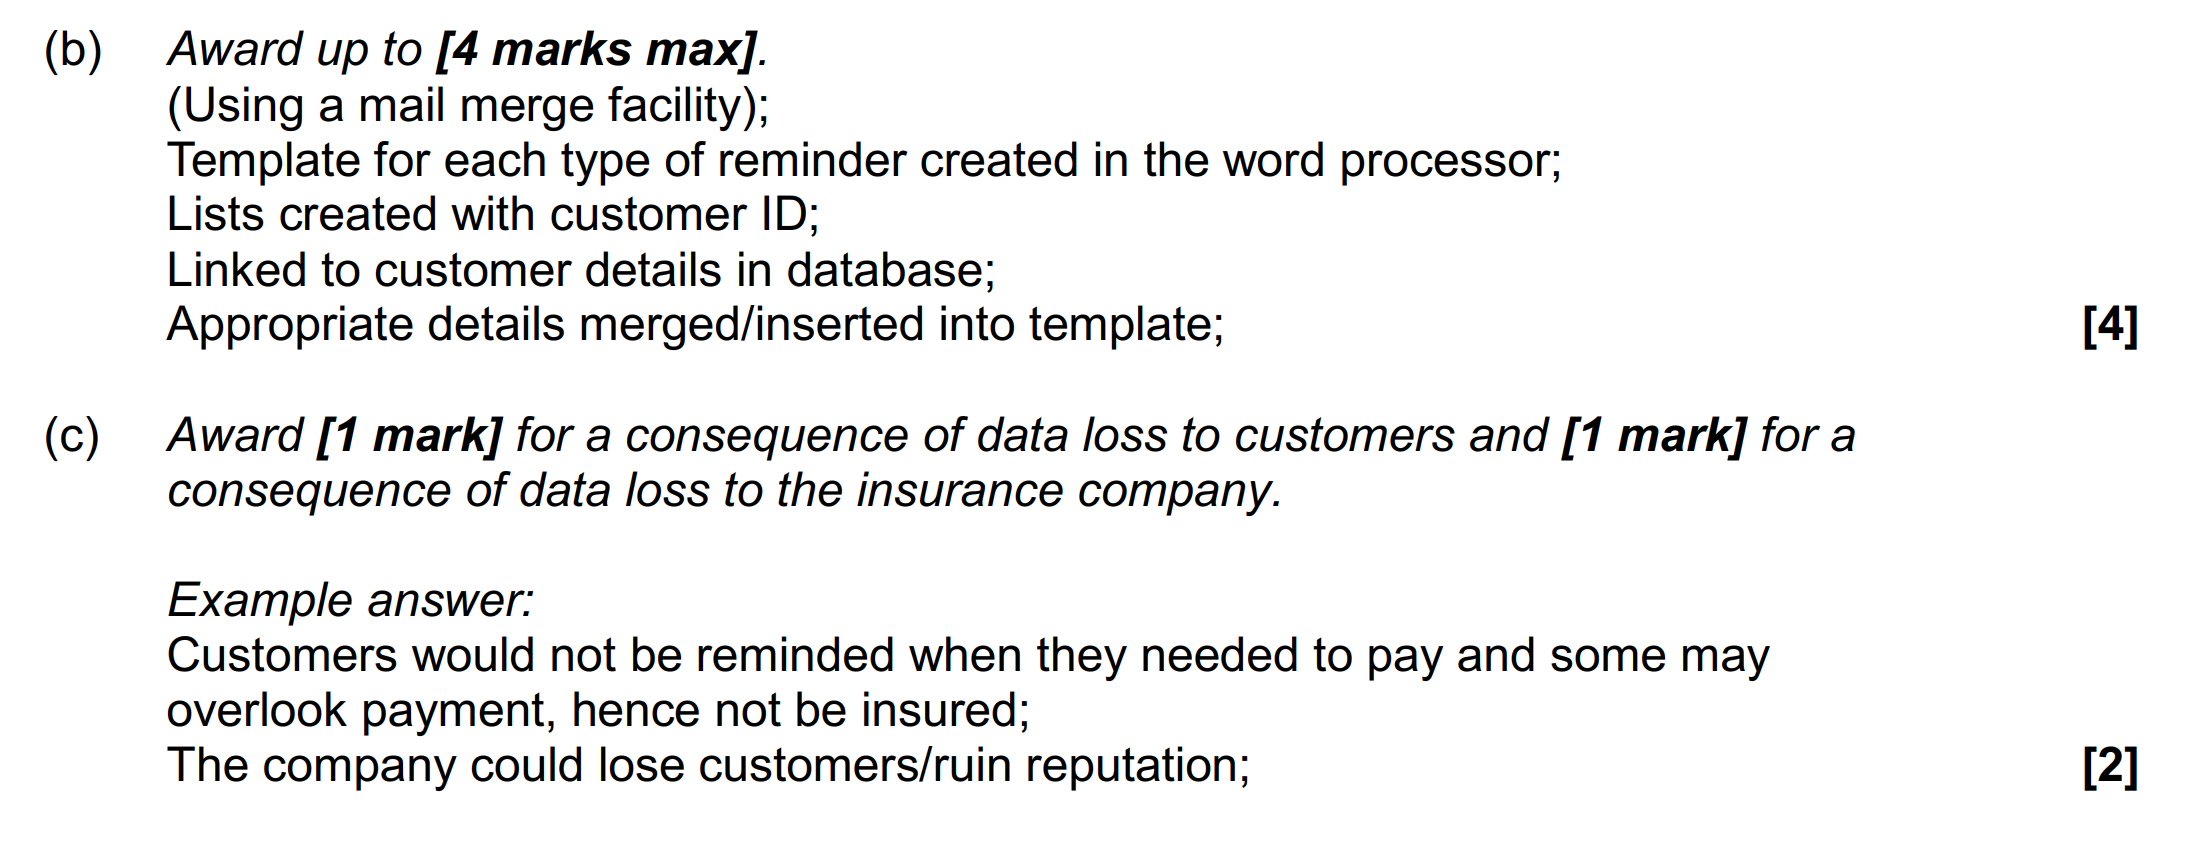 (b) Award up to [4 marks max].
(Using a mail merge facility);
Template for each type of reminder created in the word processor;
Lists created with customer ID;
Linked to customer details in database;
Appropriate details merged/inserted into template; [4]
(c) Award [1 mark] for a consequence of data loss to customers and [1 mark] for a
consequence of data loss to the insurance company.
Example answer:
Customers would not be reminded when they needed to pay and some may
overlook payment, hence not be insured;
The company could lose customers/ruin reputation; [2]